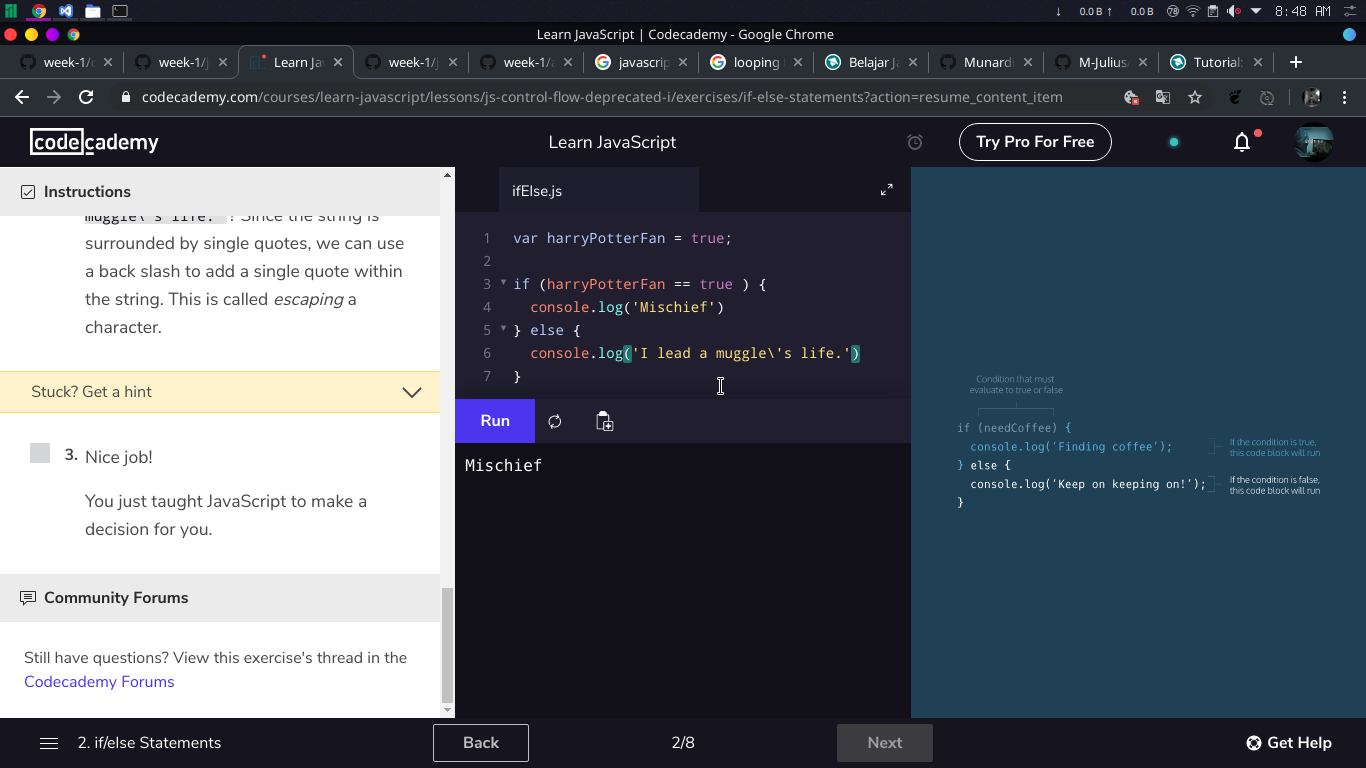 0.0 B
0.0 B
78
8:48 AM
Learn JavaScript | Codecademy - Google Chrome
week-1/
week-1/j
Learn Jav
week-1/j
week-1/
javascrip
looping
Belajar Ja
Munardi
M-Julius
Tutorial
codecademy.com/courses/learn-javascript/lessons/js-control-flow-deprecated-i/exercises/if-else-statements?action=resume_content_item
codecademy
Learn JavaScript
Try Pro For Free
Instructions
muggle\'s life.' ? Since the string is
surrounded by single quotes, we can use
a back slash to add a single quote within
the string. This is called escaping a
character.
Stuck? Get a hint
3. Nice job!
You just taught JavaScript to make a
decision for you.
Community Forums
Still have questions? View this exercise's thread in the
Codecademy Forums
ifElse.js
1 var harryPotterFan = true;
2
3 if (harryPotterFan == true ) {
4 console.log('Mischief')
5 } else {
6 console.log('I lead a muggle\'s life.')
7 }
Run
Mischief
Condition that must
evaluate to true or false
if (needCoffee) {
console.log('Finding coffee');
} else {
console.log('Keep on keeping on!');
}
If the condition is true,
this code block will run
If the condition is false,
this code block will run
2. if/else Statements
Back
2/8
Next
Get Help